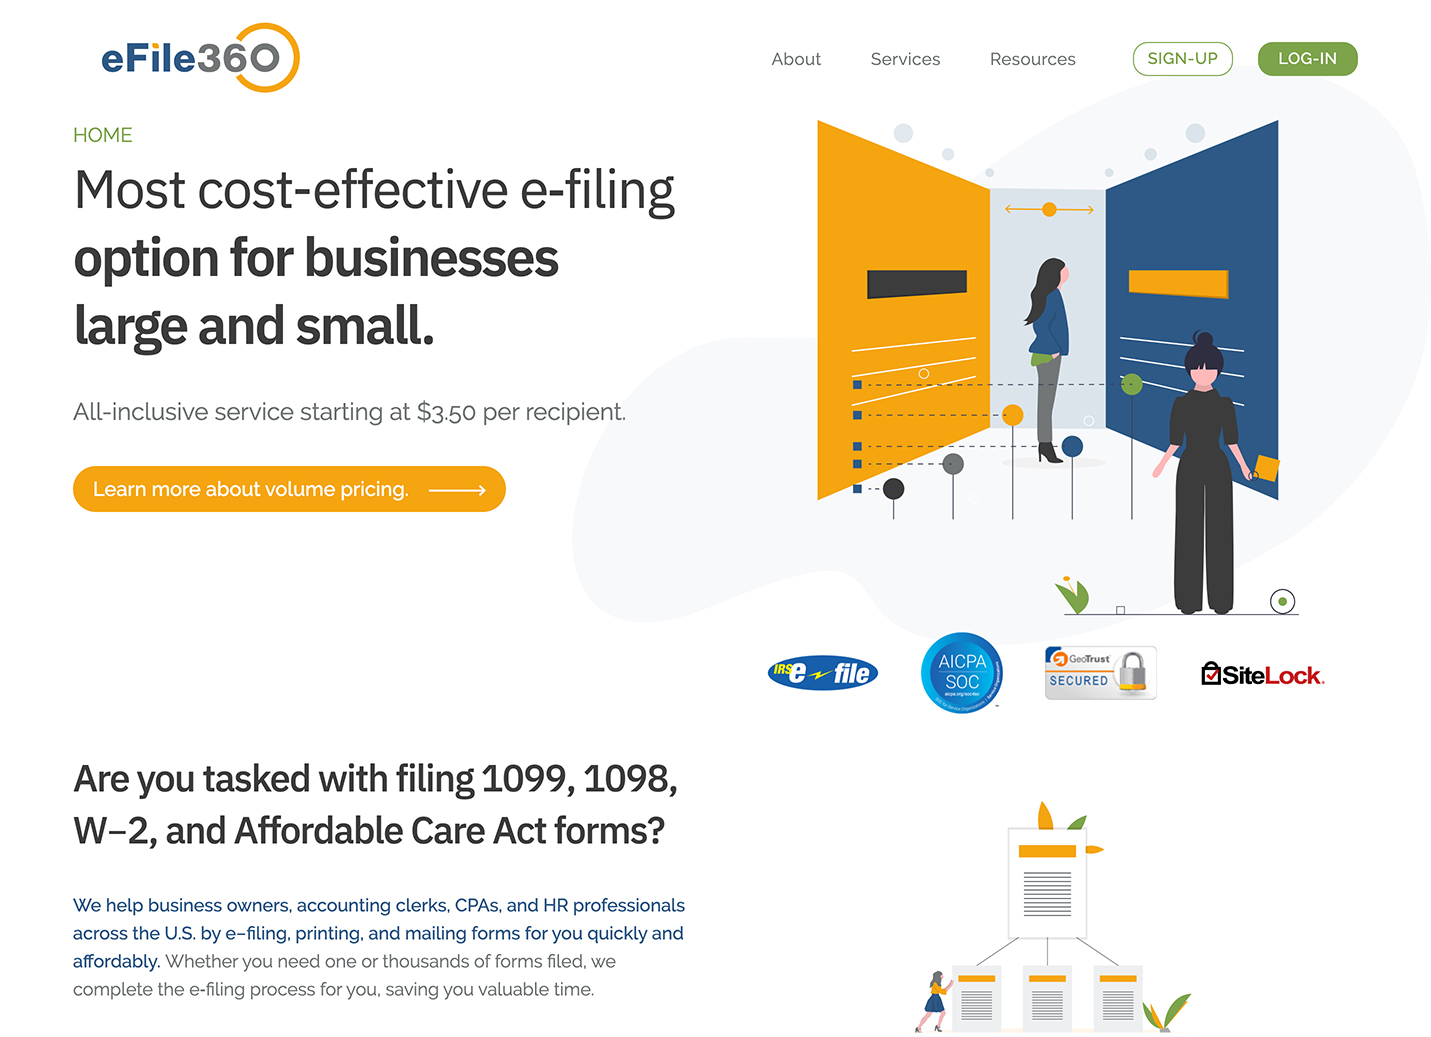 eFile360
About
Services
Resources
SIGN-UP
LOG-IN
HOME
Most cost-effective e-filing
option for businesses
large and small.
All-inclusive service starting at $3.50 per recipient.
Learn more about volume pricing.
IRS e file
AICPA
SOC
aicpa.org/soc4so
GeoTrust
SECURED
SiteLock.
Are you tasked with filing 1099, 1098,
W–2, and Affordable Care Act forms?
We help business owners, accounting clerks, CPAs, and HR professionals
across the U.S. by e–filing, printing, and mailing forms for you quickly and
affordably. Whether you need one or thousands of forms filed, we
complete the e-filing process for you, saving you valuable time.